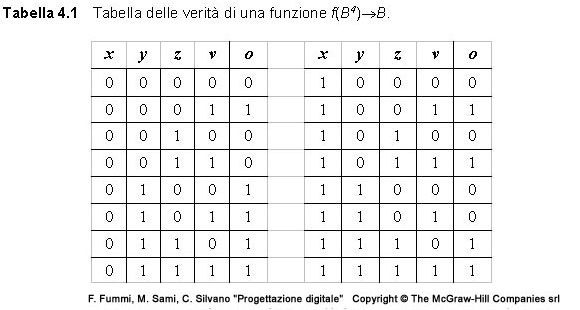 Tabella 4.1 Tabella delle verità di una funzione f(B⁴)→B.
x y z v o x y z v o
0 0 0 0 0 1 0 0 0 0
0 0 0 1 1 1 0 0 1 1
0 0 1 0 0 1 0 1 0 0
0 0 1 1 0 1 0 1 1 1
0 1 0 0 1 1 1 0 0 0
0 1 0 1 1 1 1 0 1 0
0 1 1 0 1 1 1 1 0 1
0 1 1 1 1 1 1 1 1 1
F. Fummi, M. Sami, C. Silvano "Progettazione digitale" Copyright © The McGraw-Hill Companies srl